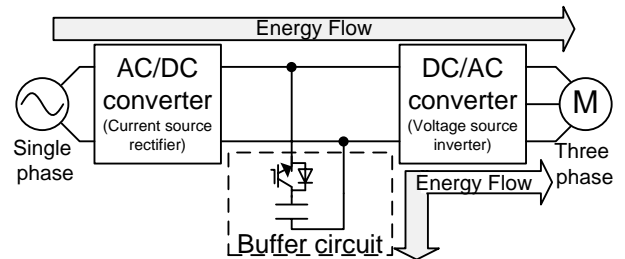 Energy Flow
AC/DC
converter
(Current source
rectifier)
DC/AC
converter
(Voltage source
inverter)
M
Single
phase
Three
phase
Energy Flow
Buffer circuit